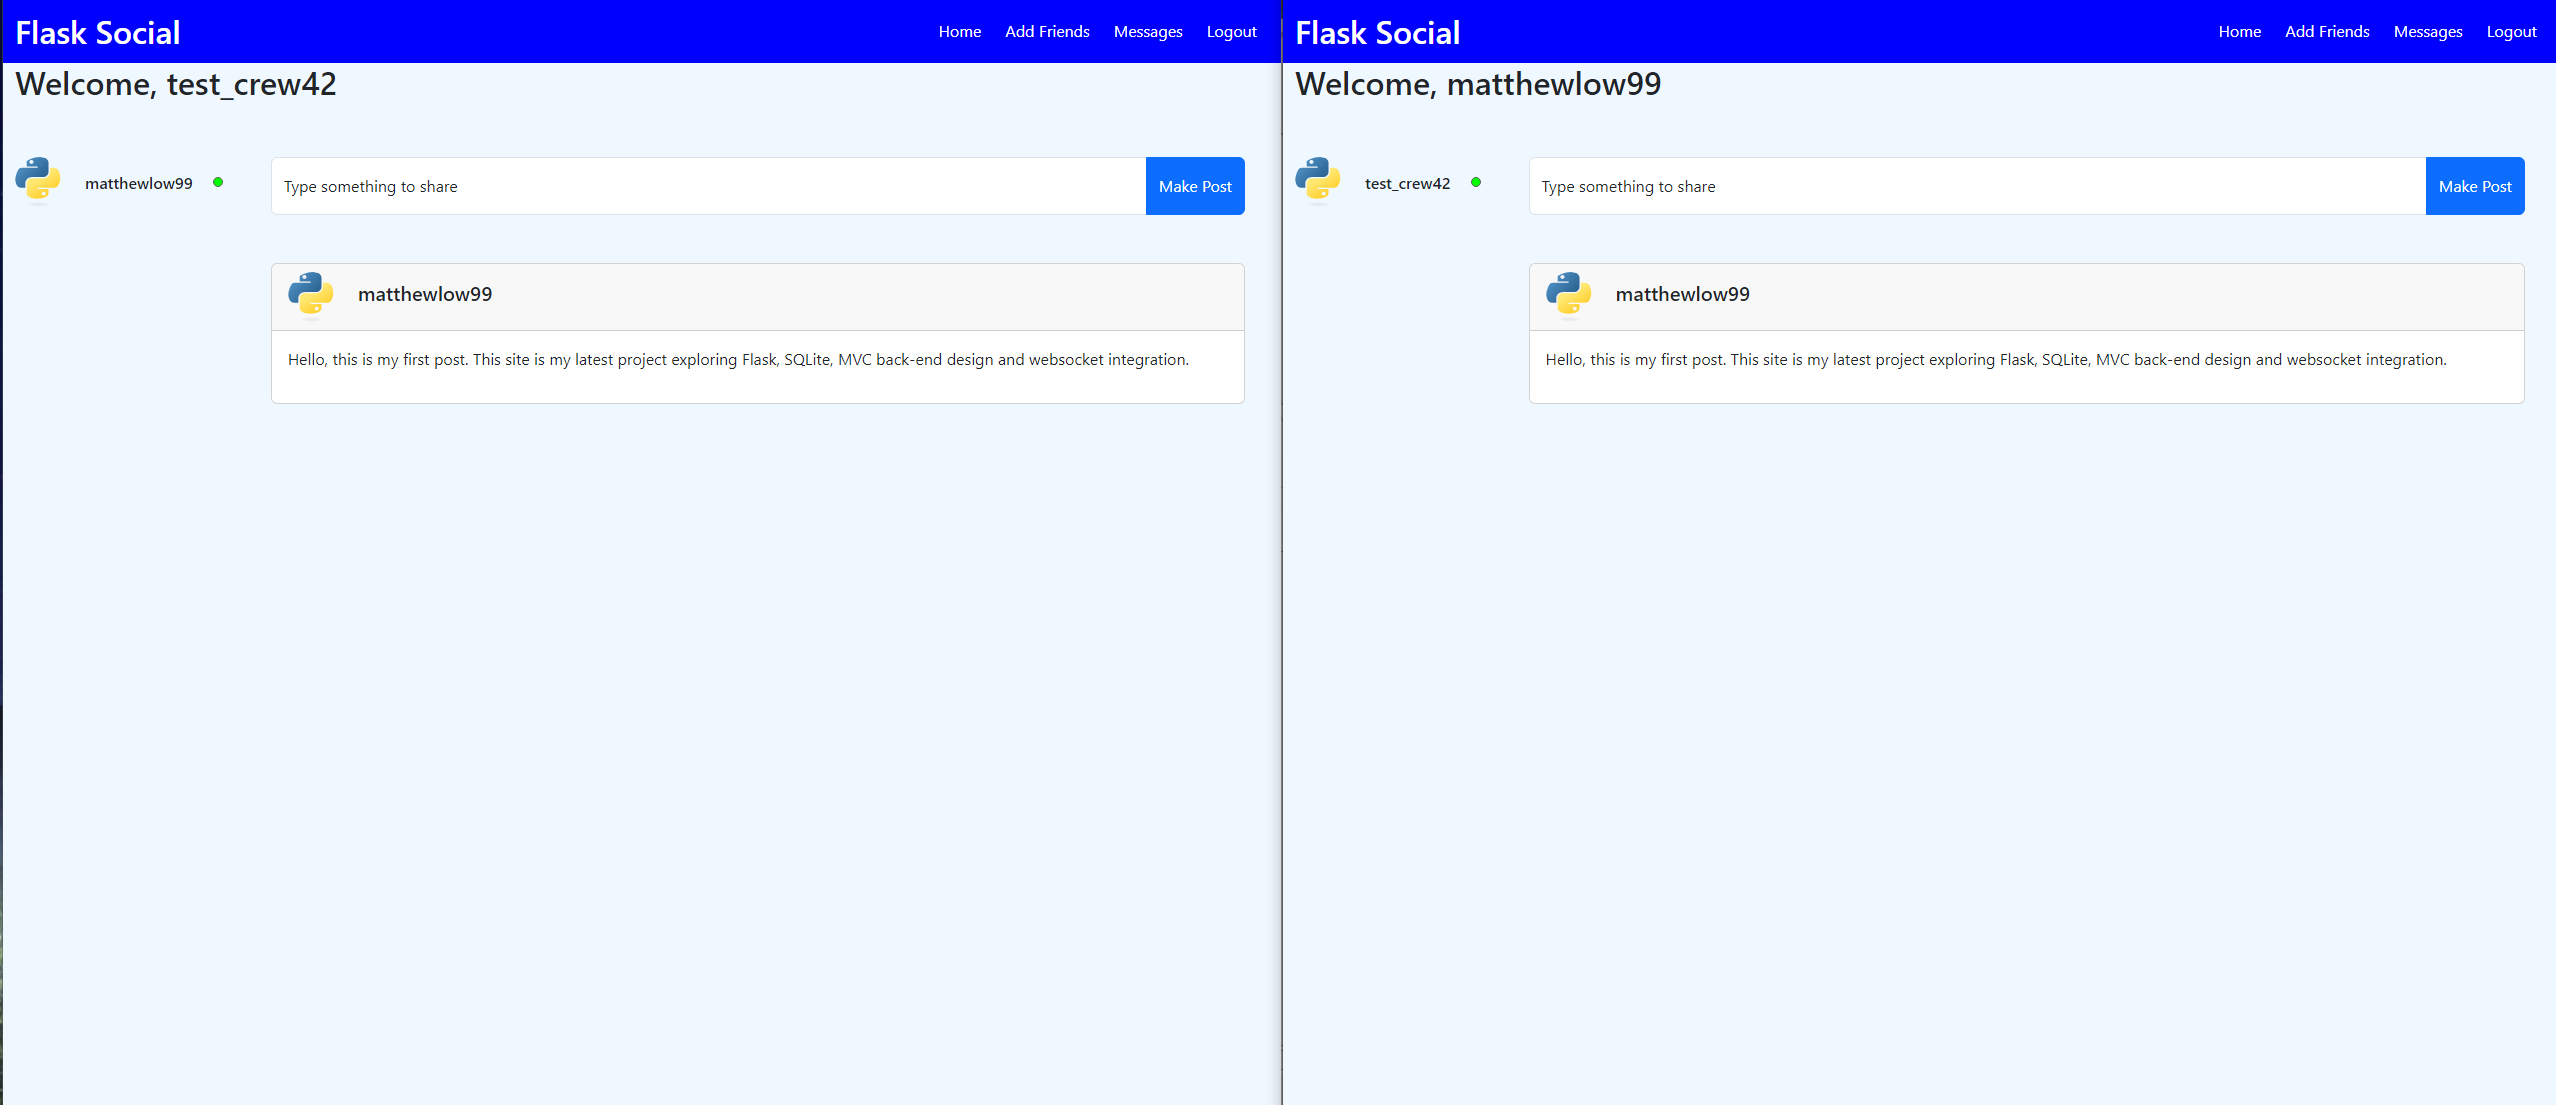 Flask Social
Home Add Friends Messages Logout
Welcome, test_crew42
matthewlow99
Type something to share
Make Post
matthewlow99
Hello, this is my first post. This site is my latest project exploring Flask, SQLite, MVC back-end design and websocket integration.
Flask Social
Home Add Friends Messages Logout
Welcome, matthewlow99
test_crew42
Type something to share
Make Post
matthewlow99
Hello, this is my first post. This site is my latest project exploring Flask, SQLite, MVC back-end design and websocket integration.